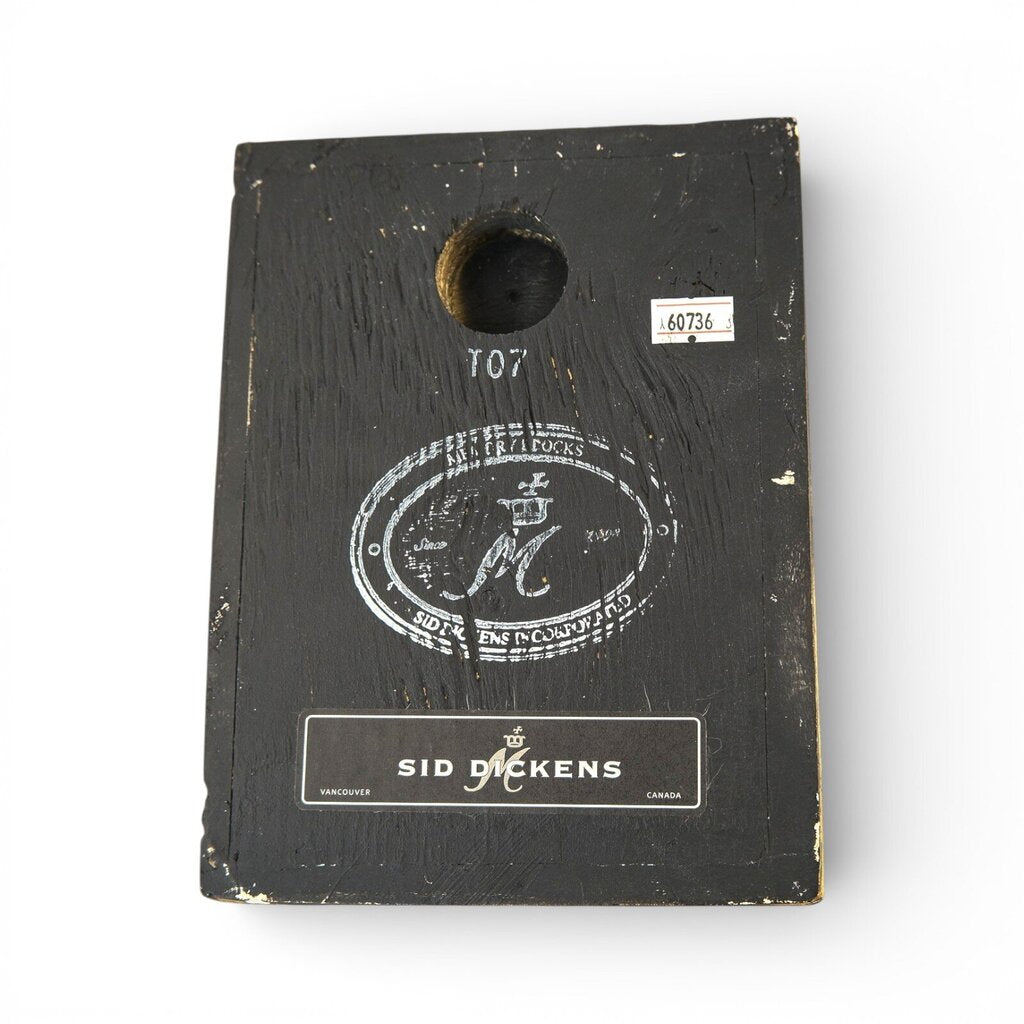 60736
T07
MEMORY BLOCKS
Since
M
SID DICKENS INCORPORATED
SID DICKENS
VANCOUVER
CANADA